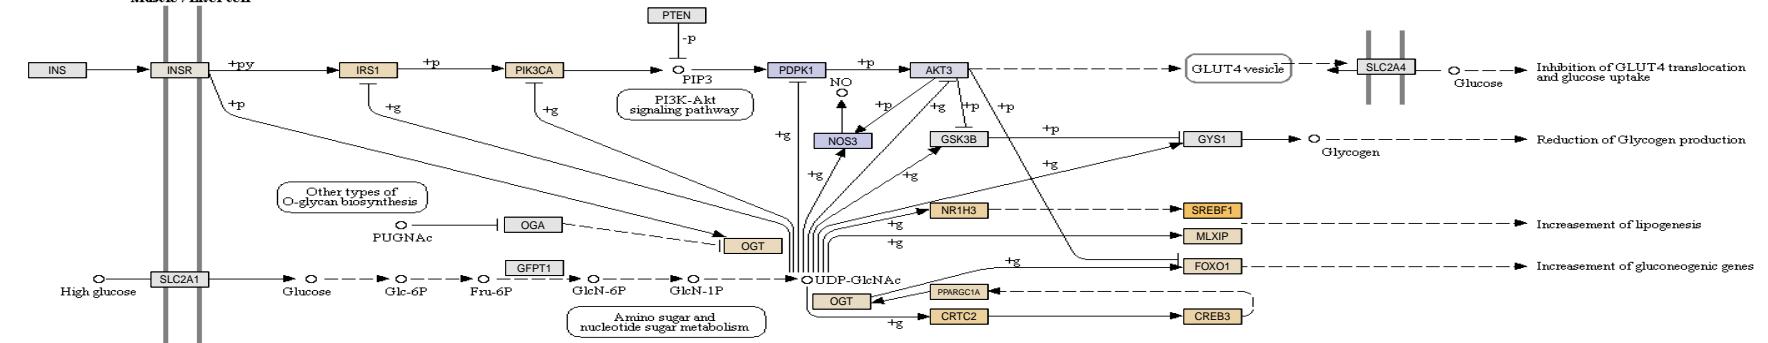 PTEN
-p
INS
INSR
+py
IRS1
+p
PIK3CA
PIP3
PDPK1
+p
AKT3
GLUT4 vesicle
SLC2A4
Glucose
Inhibition of GLUT4 translocation
and glucose uptake
NO
PI3K-Akt
signaling pathway
+p
+g
+g
+g
+p
+g
+p
+p
NOS3
GSK3B
+p
GYS1
Glycogen
Reduction of Glycogen production
+g
+g
+g
Other types of
O-glycan biosynthesis
PUGNAc
OGA
OGT
NR1H3
+g
SREBF1
Increasement of lipogenesis
+g
MLXIP
High glucose
SLC2A1
Glucose
Glc-6P
Fru-6P
GFPT1
GlcN-6P
GlcN-1P
UDP-GlcNAc
+g
FOXO1
Increasement of gluconeogenic genes
OGT
PPARGC1A
Amino sugar and
nucleotide sugar metabolism
+g
CRTC2
CREB3